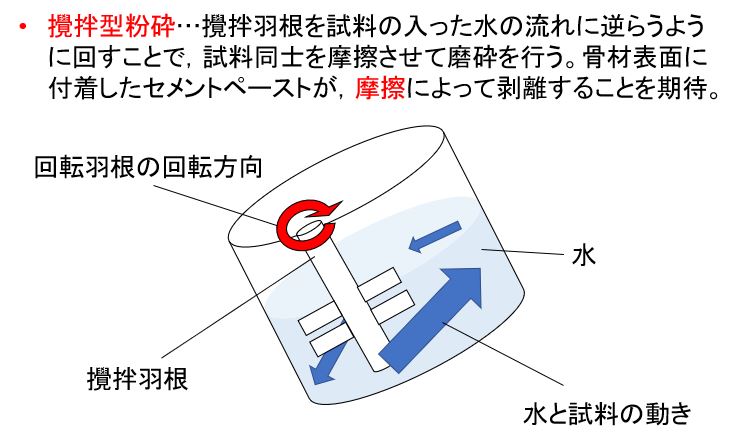 • 攪拌型粉砕…攪拌羽根を試料の入った水の流れに逆らうよう
に回すことで，試料同士を摩擦させて磨砕を行う。骨材表面に
付着したセメントペーストが，摩擦によって剥離することを期待。
回転羽根の回転方向
水
攪拌羽根
水と試料の動き